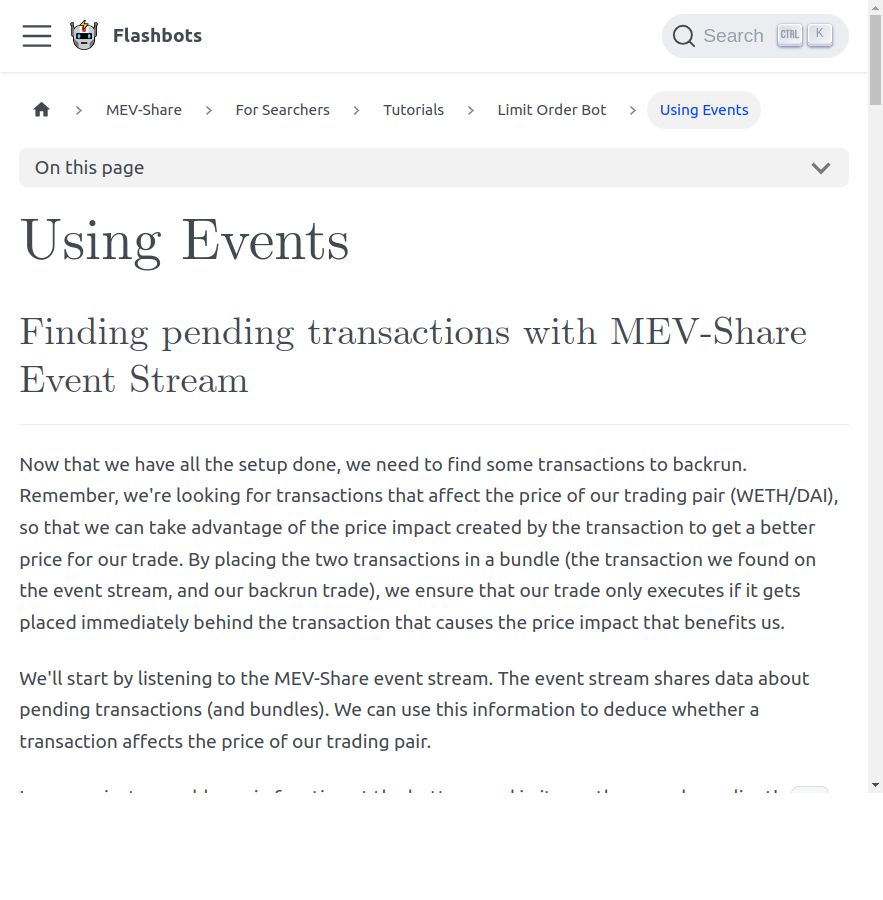 Flashbots
Search CTRL K
MEV-Share
For Searchers
Tutorials
Limit Order Bot
Using Events
On this page
Using Events
Finding pending transactions with MEV-Share
Event Stream
Now that we have all the setup done, we need to find some transactions to backrun.
Remember, we're looking for transactions that affect the price of our trading pair (WETH/DAI),
so that we can take advantage of the price impact created by the transaction to get a better
price for our trade. By placing the two transactions in a bundle (the transaction we found on
the event stream, and our backrun trade), we ensure that our trade only executes if it gets
placed immediately behind the transaction that causes the price impact that benefits us.
We'll start by listening to the MEV-Share event stream. The event stream shares data about
pending transactions (and bundles). We can use this information to deduce whether a
transaction affects the price of our trading pair.